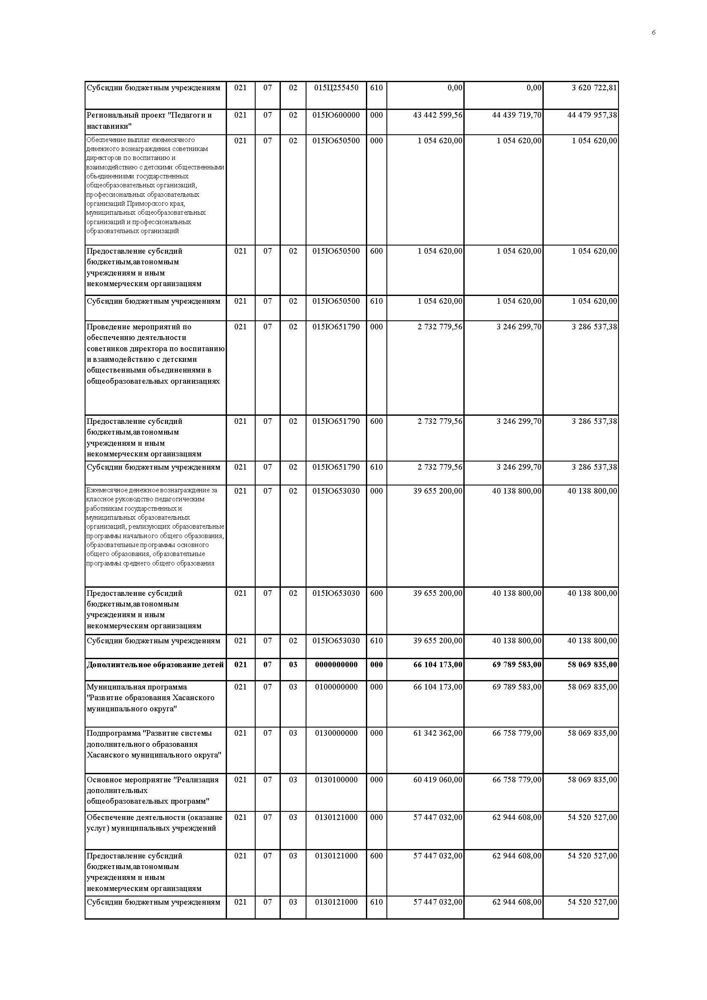 6
Субсидии бюджетным учреждениям 021 07 02 015Ц255450 610 0,00 0,00 3 620 722,81
Региональный проект "Педагоги и 021 07 02 015Ю600000 000 43 442 599,56 44 439 719,70 44 479 957,38
наставники"
Обеспечение выплат ежемесячного 021 07 02 015Ю650500 000 1 054 620,00 1 054 620,00 1 054 620,00
денежного вознаграждения советникам
директоров по воспитанию и
взаимодействию с детскими общественными
объединениями государственных
общеобразовательных организаций,
профессиональных образовательных
организаций Приморского края,
муниципальных общеобразовательных
организаций и профессиональных
образовательных организаций
Предоставление субсидий 021 07 02 015Ю650500 600 1 054 620,00 1 054 620,00 1 054 620,00
бюджетным,автономным
учреждениям и иным
некоммерческим организациям
Субсидии бюджетным учреждениям 021 07 02 015Ю650500 610 1 054 620,00 1 054 620,00 1 054 620,00
Проведение мероприятий по 021 07 02 015Ю651790 000 2 732 779,56 3 246 299,70 3 286 537,38
обеспечению деятельности
советников директора по воспитанию
и взаимодействию с детскими
общественными объединениями в
общеобразовательных организациях
Предоставление субсидий 021 07 02 015Ю651790 600 2 732 779,56 3 246 299,70 3 286 537,38
бюджетным,автономным
учреждениям и иным
некоммерческим организациям
Субсидии бюджетным учреждениям 021 07 02 015Ю651790 610 2 732 779,56 3 246 299,70 3 286 537,38
Ежемесячное денежное вознаграждение за 021 07 02 015Ю653030 000 39 655 200,00 40 138 800,00 40 138 800,00
классное руководство педагогическим
работникам государственных и
муниципальных образовательных
организаций, реализующих образовательные
программы начального общего образования,
образовательные программы основного
общего образования, образовательные
программы среднего общего образования
Предоставление субсидий 021 07 02 015Ю653030 600 39 655 200,00 40 138 800,00 40 138 800,00
бюджетным,автономным
учреждениям и иным
некоммерческим организациям
Субсидии бюджетным учреждениям 021 07 02 015Ю653030 610 39 655 200,00 40 138 800,00 40 138 800,00
Дополнительное образование детей 021 07 03 0000000000 000 66 104 173,00 69 789 583,00 58 069 835,00
Муниципальная программа 021 07 03 0100000000 000 66 104 173,00 69 789 583,00 58 069 835,00
"Развитие образования Хасанского
муниципального округа"
Подпрограмма "Развитие системы 021 07 03 0130000000 000 61 342 362,00 66 758 779,00 58 069 835,00
дополнительного образования
Хасанского муниципального округа"
Основное мероприятие "Реализация 021 07 03 0130100000 000 60 419 060,00 66 758 779,00 58 069 835,00
дополнительных
общеобразовательных программ"
Обеспечение деятельности (оказание 021 07 03 0130121000 000 57 447 032,00 62 944 608,00 54 520 527,00
услуг) муниципальных учреждений
Предоставление субсидий 021 07 03 0130121000 600 57 447 032,00 62 944 608,00 54 520 527,00
бюджетным,автономным
учреждениям и иным
некоммерческим организациям
Субсидии бюджетным учреждениям 021 07 03 0130121000 610 57 447 032,00 62 944 608,00 54 520 527,00